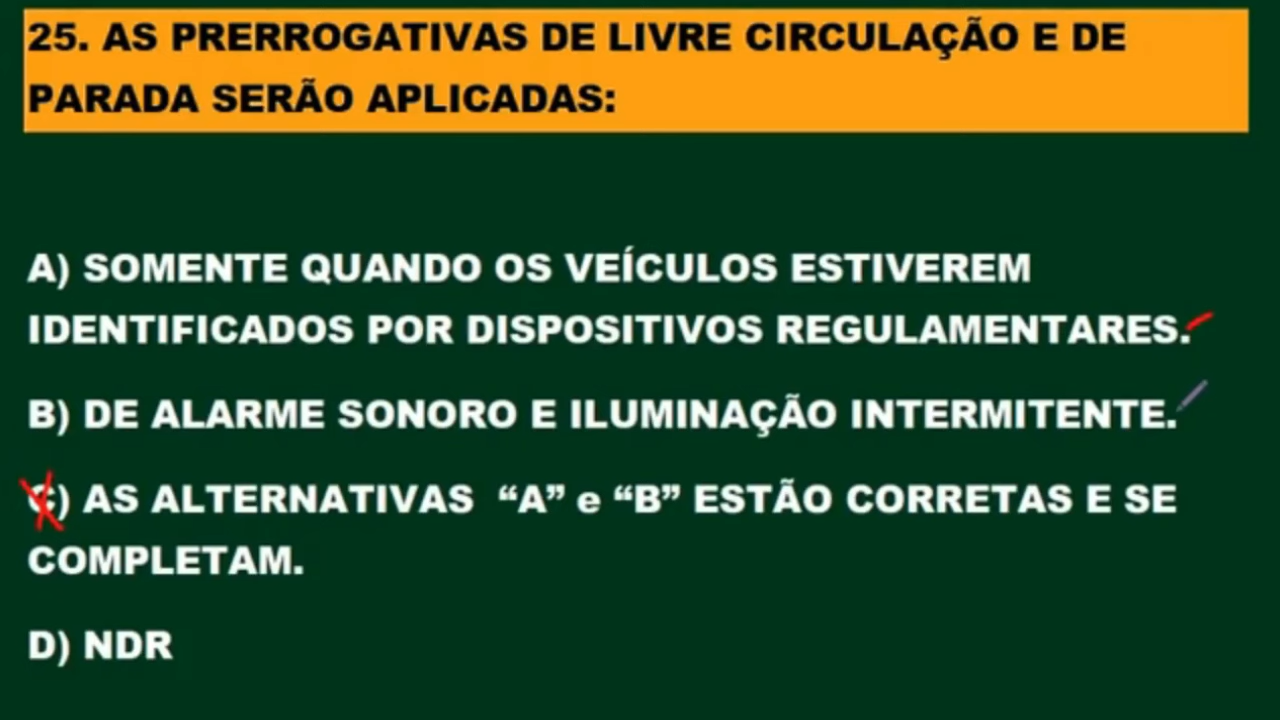 25. AS PRERROGATIVAS DE LIVRE CIRCULAÇÃO E DE
PARADA SERÃO APLICADAS:
A) SOMENTE QUANDO OS VEÍCULOS ESTIVEREM
IDENTIFICADOS POR DISPOSITIVOS REGULAMENTARES.
B) DE ALARME SONORO E ILUMINAÇÃO INTERMITENTE.
C) AS ALTERNATIVAS “A” e “B” ESTÃO CORRETAS E SE
COMPLETAM.
D) NDR